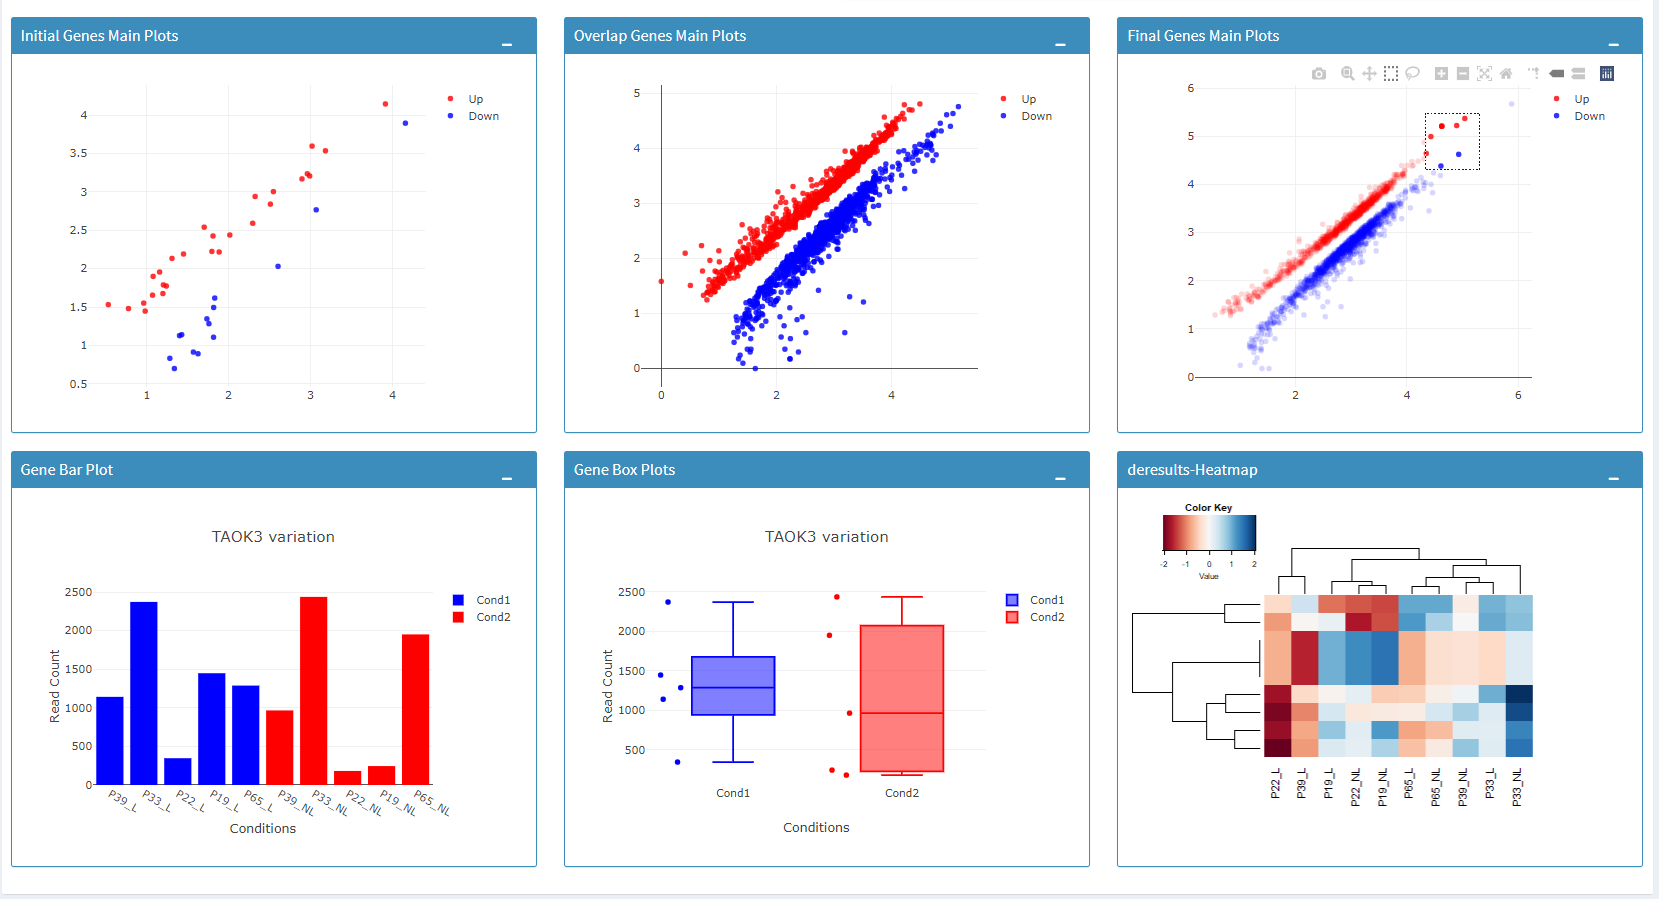 Initial Genes Main Plots
Up
Down
4
3.5
3
2.5
2
1.5
1
0.5
1 2 3 4
Overlap Genes Main Plots
Up
Down
5
4
3
2
1
0
0 2 4
Final Genes Main Plots
Up
Down
6
5
4
3
2
1
0
2 4 6
Gene Bar Plot
TAOK3 variation
Cond1
Cond2
Read Count
2500
2000
1500
1000
500
0
P39_L P33_L P22_L P19_L P65_L P39_NL P33_NL P22_NL P19_NL P65_NL
Conditions
Gene Box Plots
TAOK3 variation
Cond1
Cond2
Read Count
2500
2000
1500
1000
500
Cond1 Cond2
Conditions
deresults-Heatmap
Color Key
-2 -1 0 1 2
Value
P22_L P39_L P19_L P22_NL P19_NL P65_L P65_NL P39_NL P33_L P33_NL